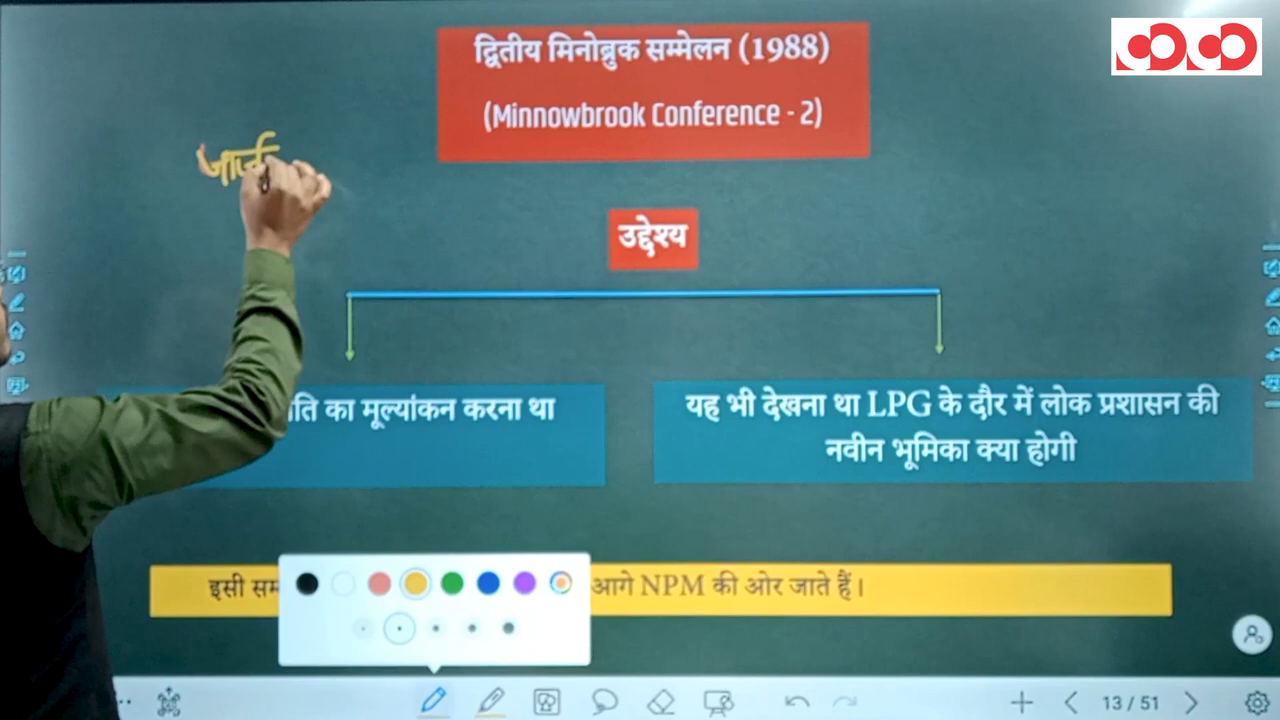 द्वितीय मिनोब्रुक सम्मेलन (1988)
(Minnowbrook Conference - 2)
जार्ज
उद्देश्य
का मूल्यांकन करना था
यह भी देखना था LPG के दौर में लोक प्रशासन की
नवीन भूमिका क्या होगी
इसी
आगे NPM की ओर जाते हैं।
13 / 51